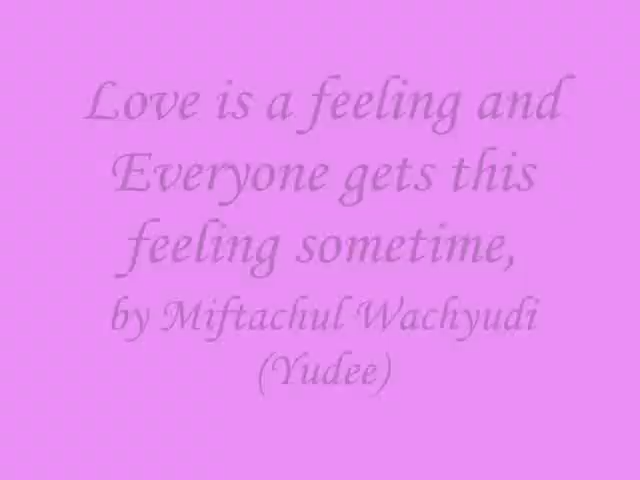 Love is a feeling and
Everyone gets this
feeling sometime,
by Miftachul Wachyudi
(Yudee)